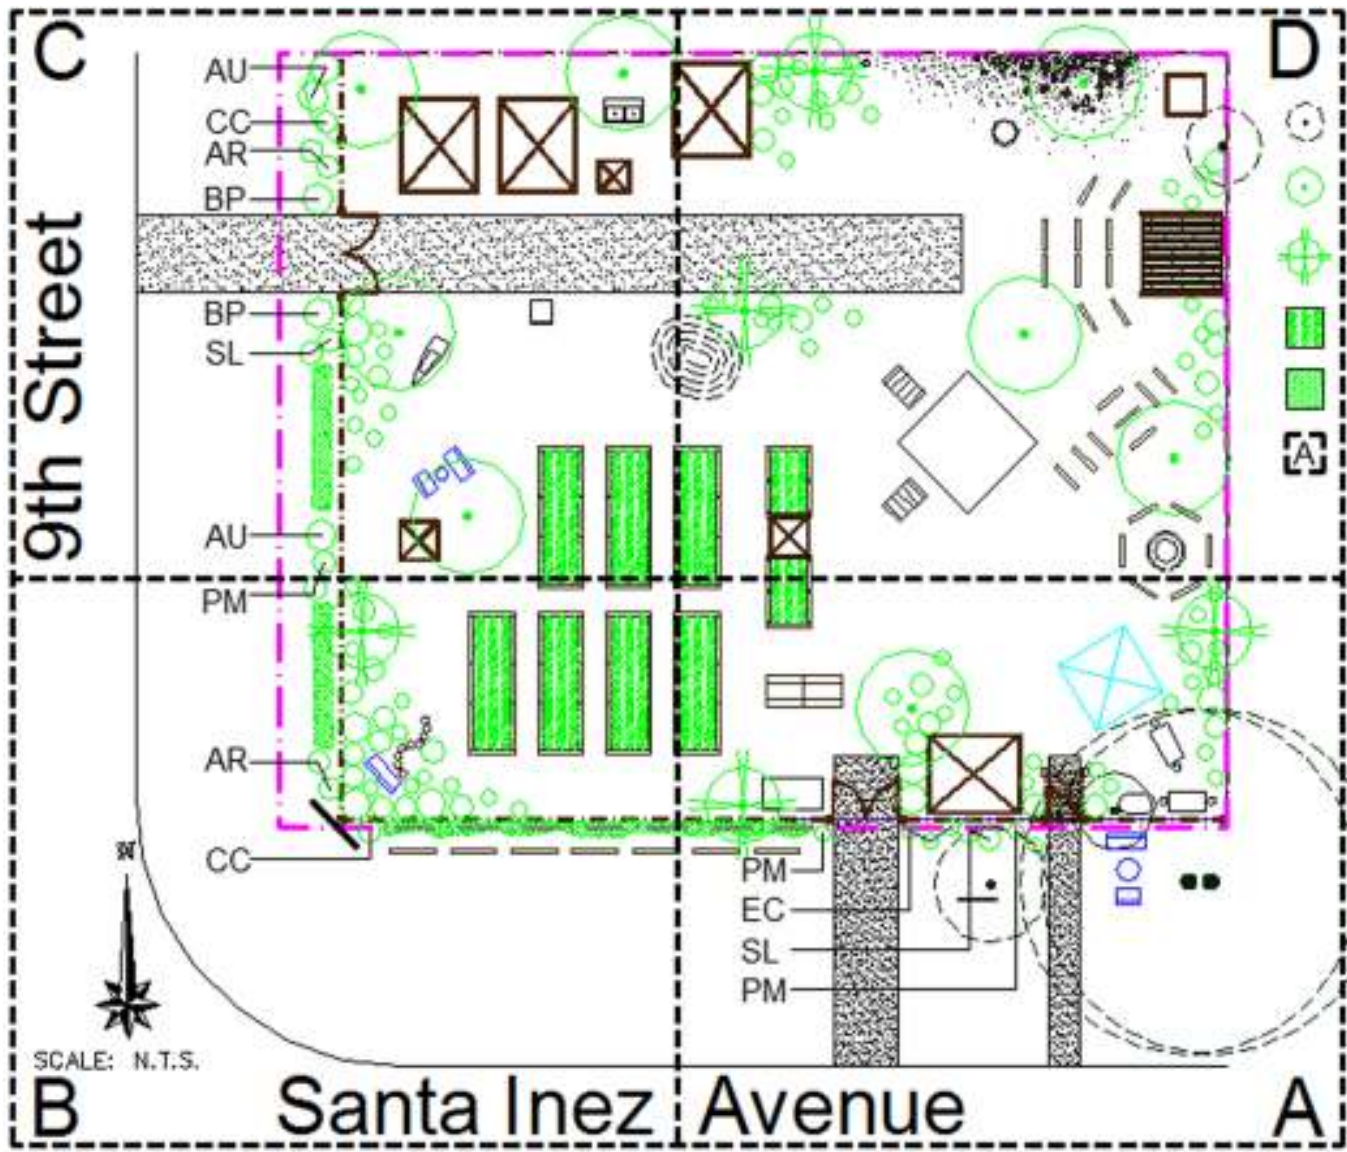 C
D
AU
CC
AR
BP
9th Street
BP
SL
A
AU
PM
AR
CC
PM
EC
SL
PM
N
SCALE: N.T.S.
B
Santa Inez Avenue
A